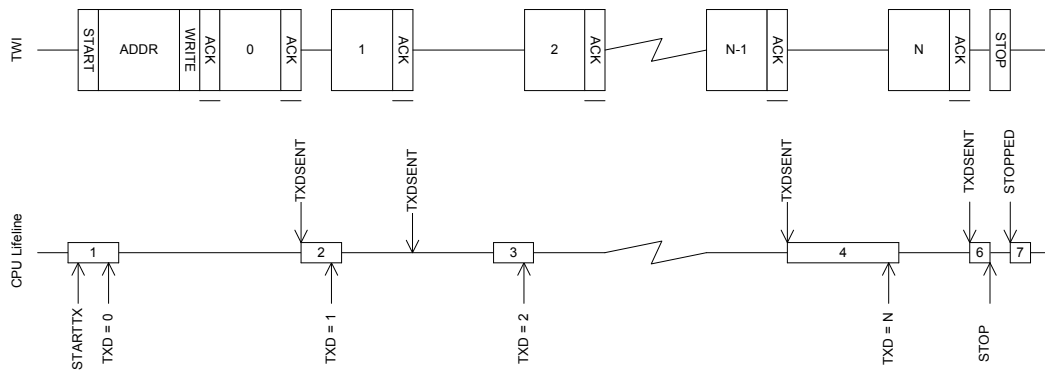 TWI
START
ADDR
WRITE
ACK
0
ACK
1
ACK
2
ACK
N-1
ACK
N
ACK
STOP
TXDSENT
TXDSENT
TXDSENT
TXDSENT
STOPPED
CPU Lifeline
1
2
3
4
6
7
STARTTX
TXD = 0
TXD = 1
TXD = 2
TXD = N
STOP